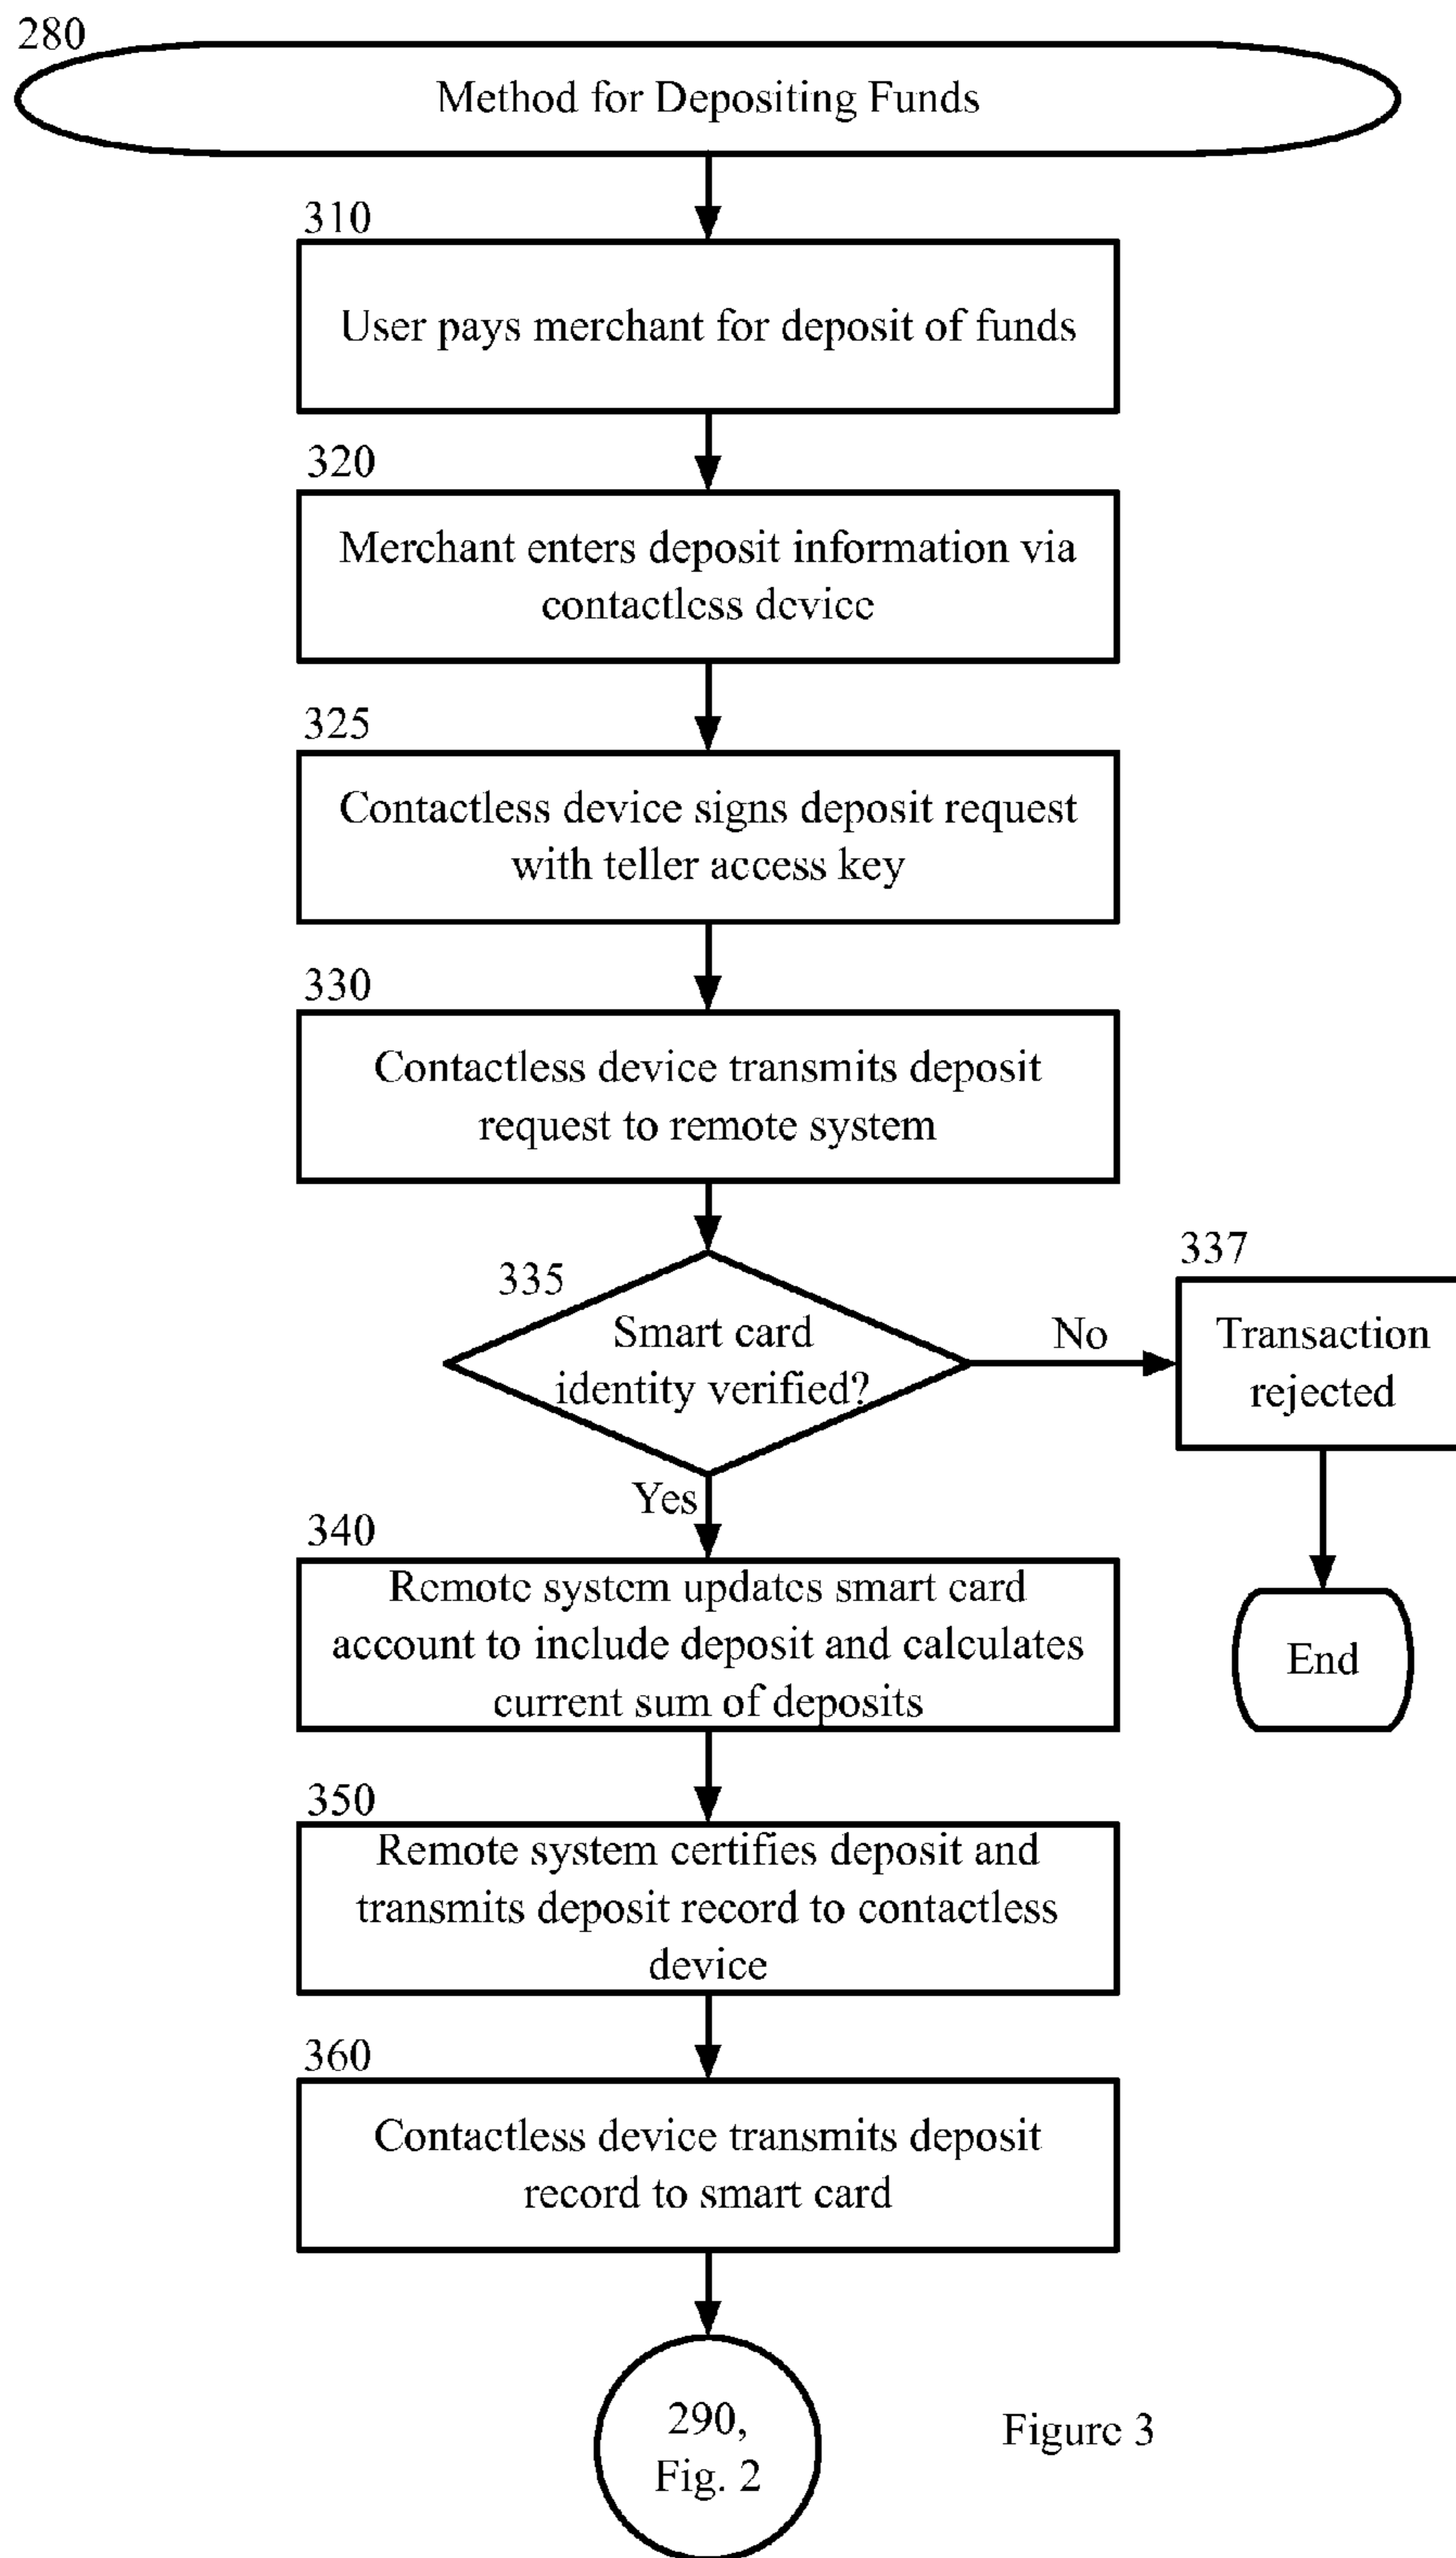 280
Method for Depositing Funds
310
User pays merchant for deposit of funds
320
Merchant enters deposit information via
contactless device
325
Contactless device signs deposit request
with teller access key
330
Contactless device transmits deposit
request to remote system
335
Smart card
identity verified?
No
337
Transaction
rejected
Yes
End
340
Remote system updates smart card
account to include deposit and calculates
current sum of deposits
350
Remote system certifies deposit and
transmits deposit record to contactless
device
360
Contactless device transmits deposit
record to smart card
290,
Fig. 2
Figure 3